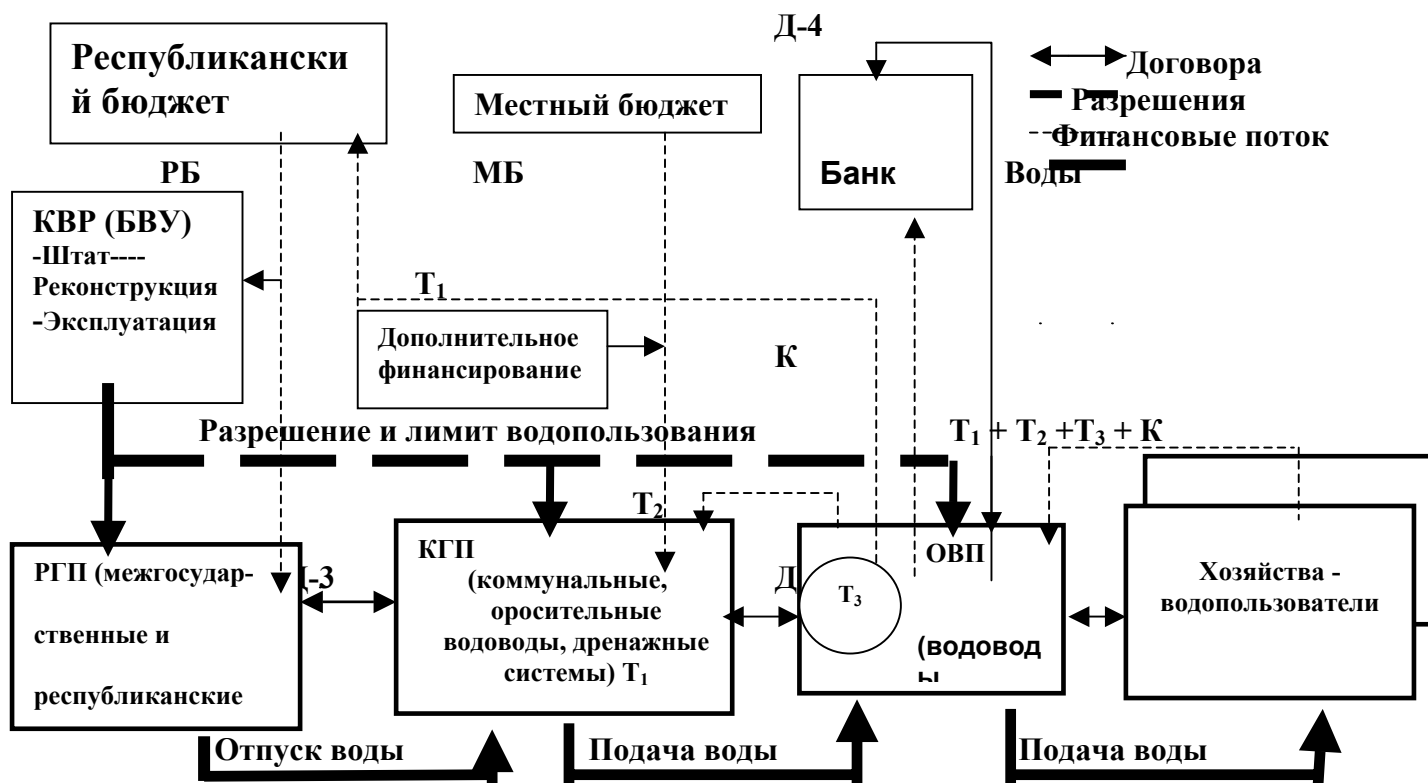 Д-4
Республикански
й бюджет
Местный бюджет
Договора
Разрешения
Финансовые поток
Банк
Воды
РБ
МБ
КВР (БВУ)
-Штат----
Реконструкция
-Эксплуатация
Т₁
Дополнительное
финансирование
К
Разрешение и лимит водопользования
Т₁ + Т₂ +Т₃ + К
Т₂
РГП (межгосудар-
ственные и
республиканские
-3
КГП
(коммунальные,
оросительные
водоводы, дренажные
системы) Т₁
Д
ОВП
Т₃
(водовод
ы
Хозяйства -
водопользователи
Отпуск воды
Подача воды
Подача воды